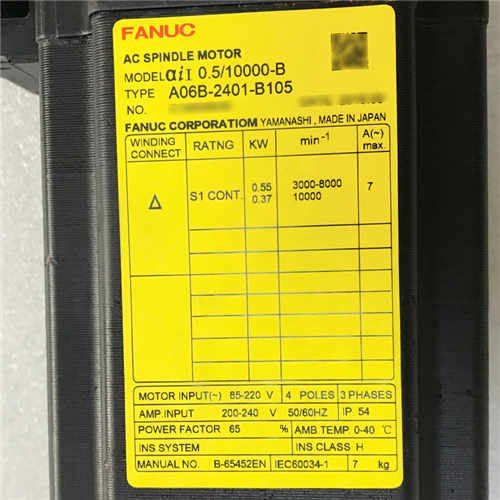 FANUC
AC SPINDLE MOTOR
MODEL αiI 0.5/10000-B
TYPE A06B-2401-B105
NO.
FANUC CORPORATIOM YAMANASHI , MADE IN JAPAN
WINDING CONNECT RATNG KW min-1 A(~) max.
Δ S1 CONT. 0.55 3000-8000 7
0.37 10000
MOTOR INPUT(~) 85-220 V 4 POLES 3 PHASES
AMP.INPUT 200-240 V 50/60HZ IP 54
POWER FACTOR 65 % AMB TEMP 0-40 ℃
INS SYSTEM INS.CLASS H
MANUAL NO. B-65452EN IEC60034-1 7 kg